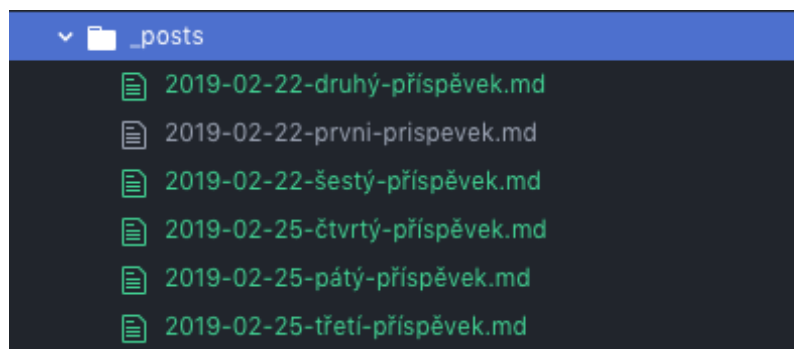 _posts
2019-02-22-druhý-příspěvek.md
2019-02-22-prvni-prispevek.md
2019-02-22-šestý-příspěvek.md
2019-02-25-čtvrtý-příspěvek.md
2019-02-25-pátý-příspěvek.md
2019-02-25-třetí-příspěvek.md